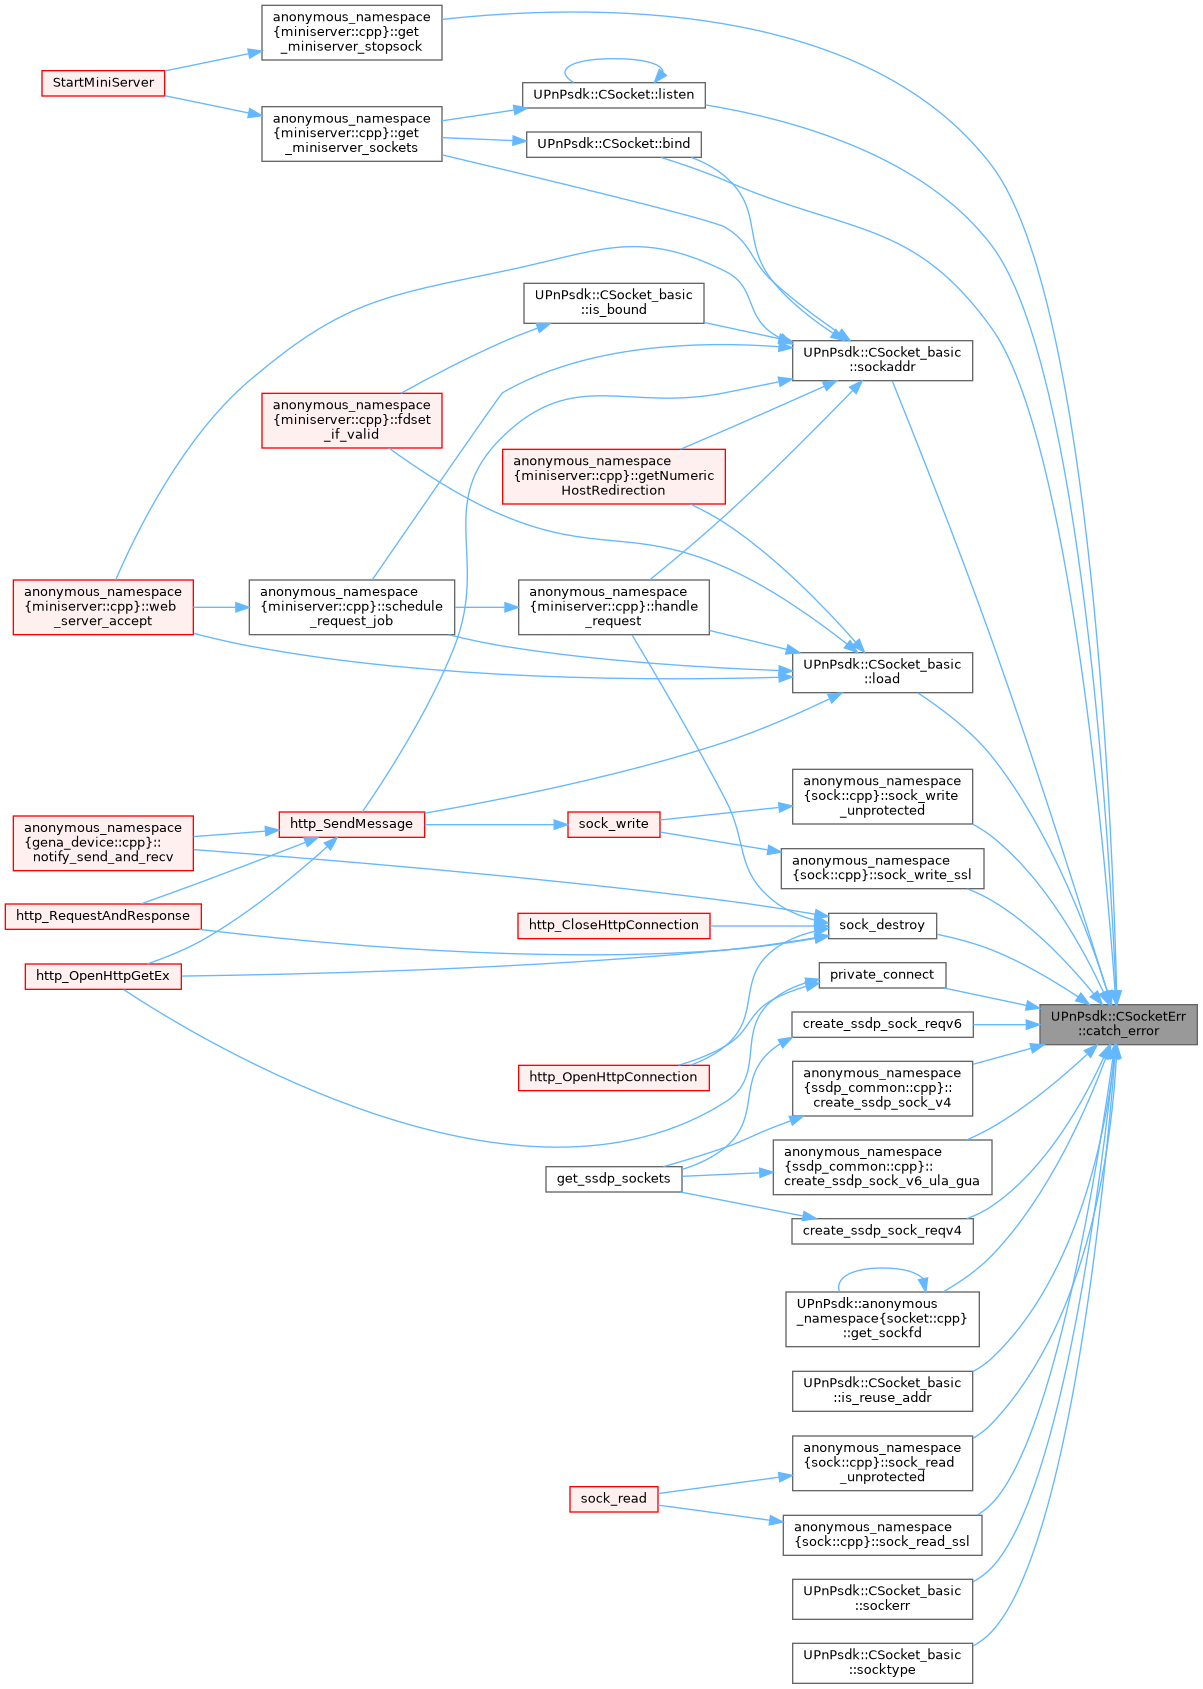 anonymous_namespace
{miniserver::cpp}::get
_miniserver_stopsock
StartMiniServer
UPnPsdk::CSocket::listen
anonymous_namespace
{miniserver::cpp}::get
_miniserver_sockets
UPnPsdk::CSocket::bind
UPnPsdk::CSocket_basic
::is_bound
UPnPsdk::CSocket_basic
::sockaddr
anonymous_namespace
{miniserver::cpp}::fdset
_if_valid
anonymous_namespace
{miniserver::cpp}::getNumeric
HostRedirection
anonymous_namespace
{miniserver::cpp}::web
_server_accept
anonymous_namespace
{miniserver::cpp}::schedule
_request_job
anonymous_namespace
{miniserver::cpp}::handle
_request
UPnPsdk::CSocket_basic
::load
anonymous_namespace
{sock::cpp}::sock_write
_unprotected
anonymous_namespace
{gena_device::cpp}::
notify_send_and_recv
http_SendMessage
sock_write
anonymous_namespace
{sock::cpp}::sock_write_ssl
http_RequestAndResponse
http_CloseHttpConnection
sock_destroy
http_OpenHttpGetEx
private_connect
UPnPsdk::CSocketErr
::catch_error
create_ssdp_sock_reqv6
http_OpenHttpConnection
anonymous_namespace
{ssdp_common::cpp}::
create_ssdp_sock_v4
anonymous_namespace
{ssdp_common::cpp}::
create_ssdp_sock_v6_ula_gua
get_ssdp_sockets
create_ssdp_sock_reqv4
UPnPsdk::anonymous
_namespace{socket::cpp}
::get_sockfd
UPnPsdk::CSocket_basic
::is_reuse_addr
anonymous_namespace
{sock::cpp}::sock_read
_unprotected
sock_read
anonymous_namespace
{sock::cpp}::sock_read_ssl
UPnPsdk::CSocket_basic
::sockerr
UPnPsdk::CSocket_basic
::socktype